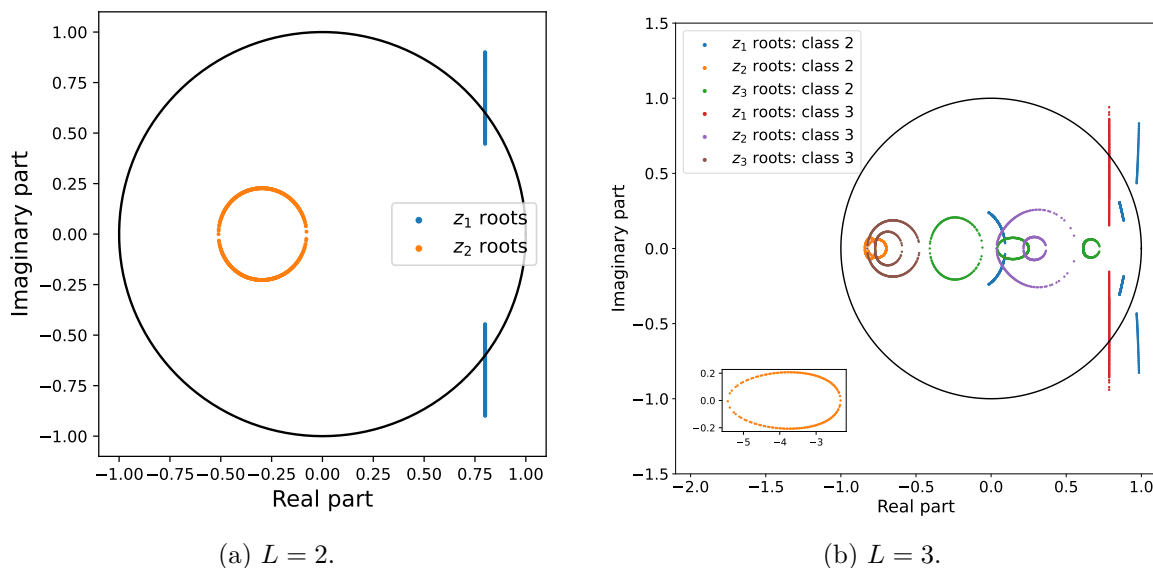 1.00
0.75
0.50
0.25
0.00
−0.25
−0.50
−0.75
−1.00
Imaginary part
z₁ roots
z₂ roots
−1.00 −0.75 −0.50 −0.25 0.00 0.25 0.50 0.75 1.00
Real part
(a) L = 2.
1.5
1.0
0.5
0.0
−0.5
−1.0
−1.5
Imaginary part
z₁ roots: class 2
z₂ roots: class 2
z₃ roots: class 2
z₁ roots: class 3
z₂ roots: class 3
z₃ roots: class 3
0.2
0.0
−0.2
−5 −4 −3
−2.0 −1.5 −1.0 −0.5 0.0 0.5 1.0
Real part
(b) L = 3.